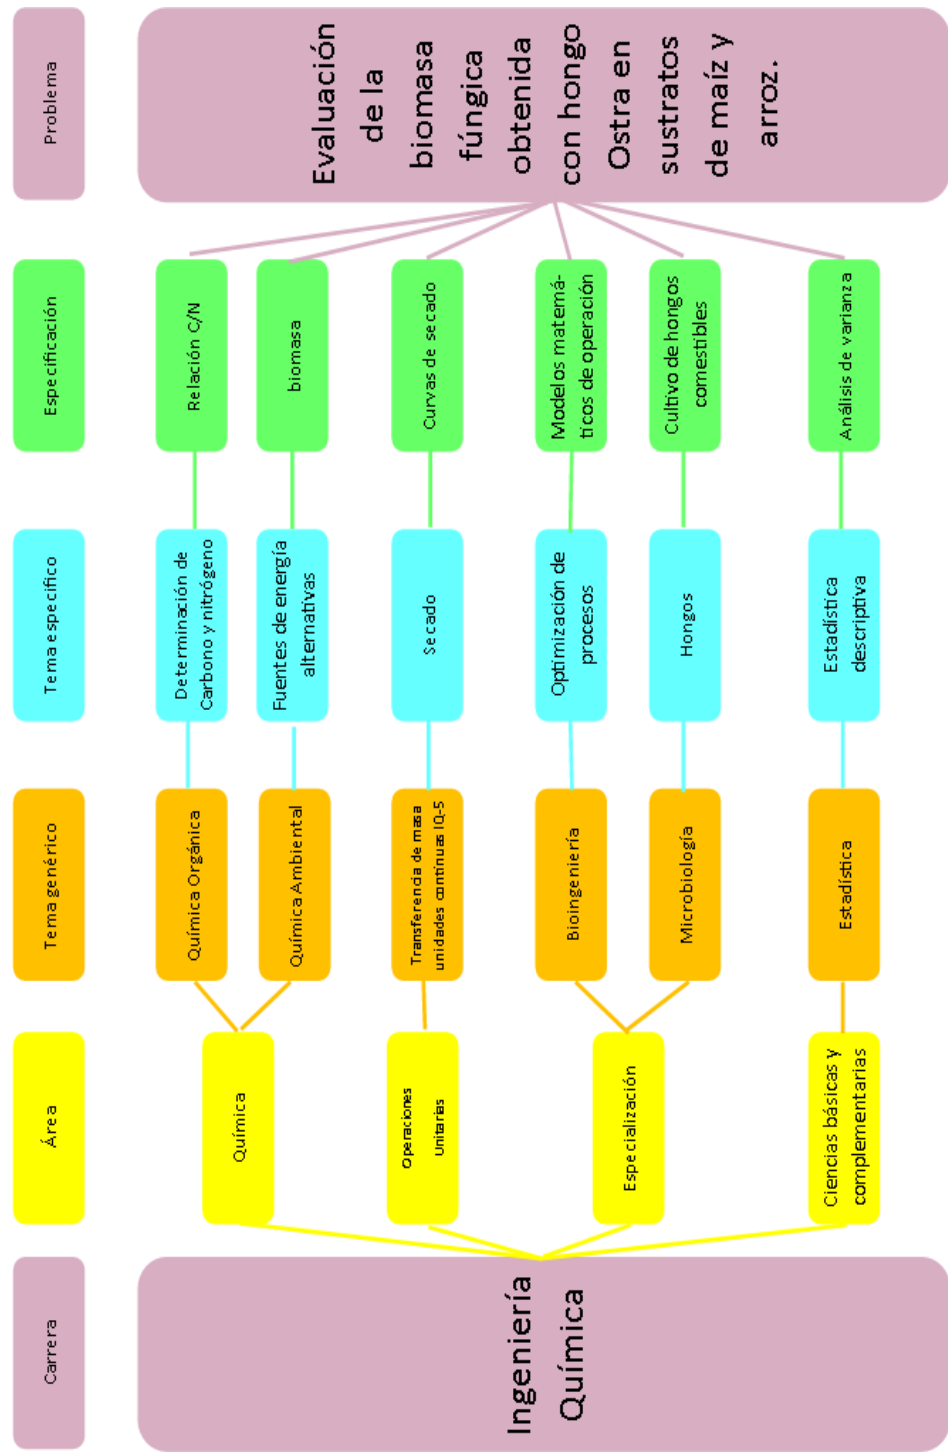 Carrera
Área
Tema genérico
Tema específico
Especificación
Problema
Ingeniería
Química
Química
Operaciones
Unitarias
Especialización
Ciencias básicas y
complementarias
Química Orgánica
Química Ambiental
Transferencia de masa
unidades contínuas IQ-5
Bioingeniería
Microbiología
Estadística
Determinación de
Carbono y nitrógeno
Fuentes de energía
alternativas
Secado
Optimización de
procesos
Hongos
Estadística
descriptiva
Relación C/N
biomasa
Curvas de secado
Modelos matemá-
ticos de operación
Cultivo de hongos
comestibles
Análisis de varianza
Evaluación
de la
biomasa
fúngica
obtenida
con hongo
Ostra en
sustratos
de maíz y
arroz.